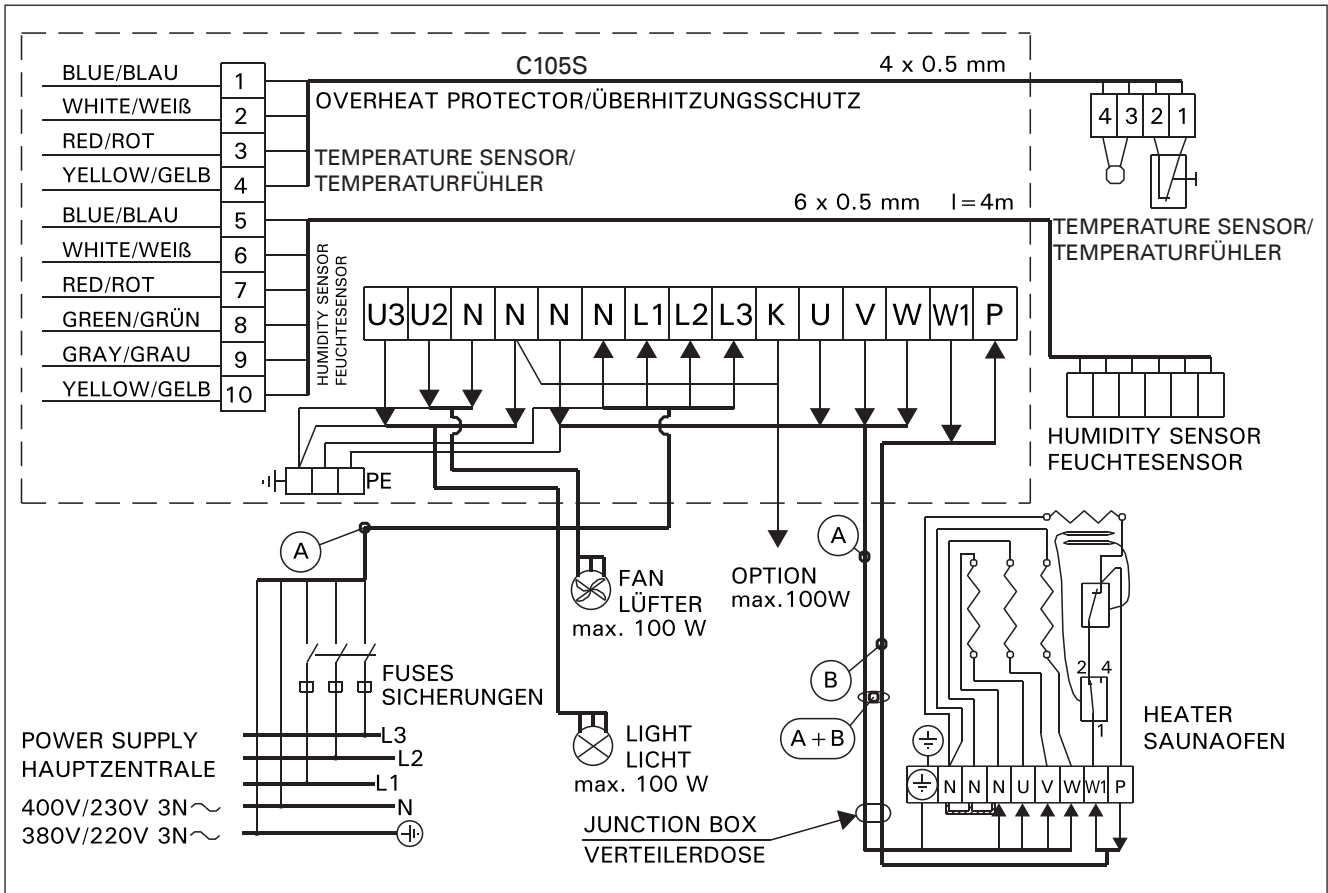 BLUE/BLAU 1
WHITE/WEIß 2
RED/ROT 3
YELLOW/GELB 4
BLUE/BLAU 5
WHITE/WEIß 6
RED/ROT 7
GREEN/GRÜN 8
GRAY/GRAU 9
YELLOW/GELB 10
C105S
4 x 0.5 mm
OVERHEAT PROTECTOR/ÜBERHITZUNGSSCHUTZ
TEMPERATURE SENSOR/
TEMPERATURFÜHLER
4 3 2 1
6 x 0.5 mm l=4m
TEMPERATURE SENSOR/
TEMPERATURFÜHLER
HUMIDITY SENSOR
FEUCHTESENSOR
U3 U2 N N N N L1 L2 L3 K U V W W1 P
HUMIDITY SENSOR
FEUCHTESENSOR
PE
A
FAN
LÜFTER
max. 100 W
OPTION
max.100W
A
B
A+B
FUSES
SICHERUNGEN
LIGHT
LICHT
max. 100 W
POWER SUPPLY
HAUPTZENTRALE
400V/230V 3N~
380V/220V 3N~
L3
L2
L1
N
JUNCTION BOX
VERTEILERDOSE
2 4
1
HEATER
SAUNAOFEN
N N N U V W W1 P